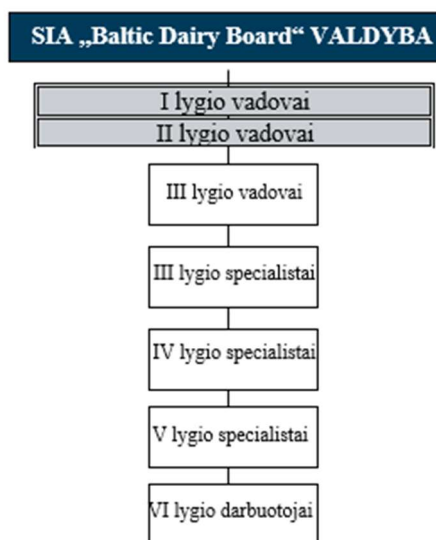 SIA „Baltic Dairy Board“ VALDYBA
I lygio vadovai
II lygio vadovai
III lygio vadovai
III lygio specialistai
IV lygio specialistai
V lygio specialistai
VI lygio darbuotojai